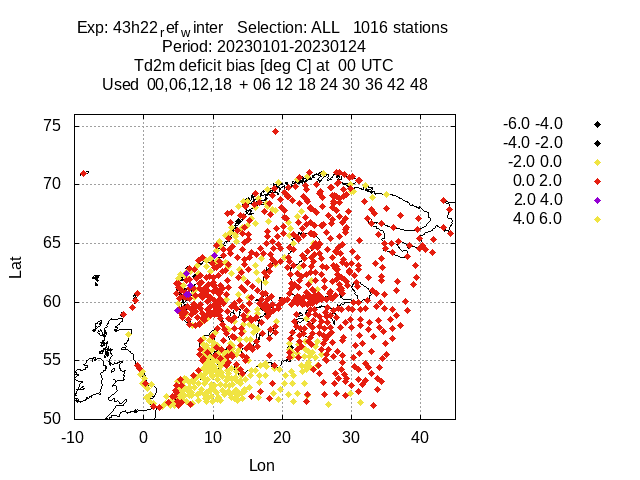 Exp: 43h22refwinter Selection: ALL 1016 stations
Period: 20230101-20230124
Td2m deficit bias [deg C] at 00 UTC
Used 00,06,12,18 + 06 12 18 24 30 36 42 48
-6.0 -4.0
-4.0 -2.0
-2.0 0.0
0.0 2.0
2.0 4.0
4.0 6.0
75
70
65
60
55
50
Lat
-10 0 10 20 30 40
Lon